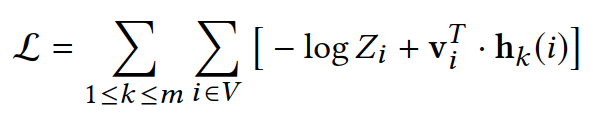 ℒ = ∑_{1≤k≤m} ∑_{i∈V} [ − log Z_i + 𝐯_i^T · 𝐡_k(i) ]